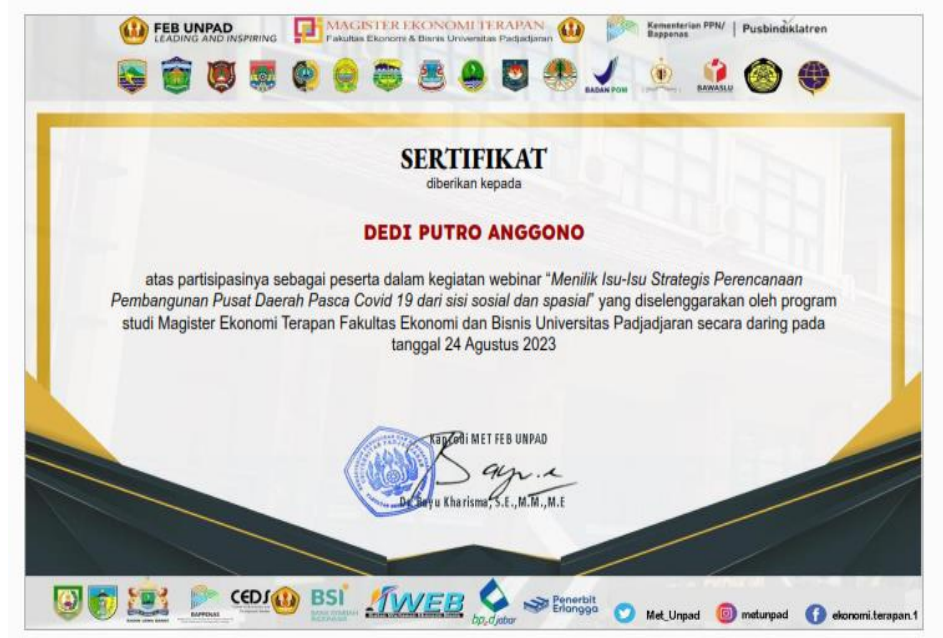 FEB UNPAD
LEADING AND INSPIRING
MAGISTER EKONOMI TERAPAN
Fakultas Ekonomi & Bisnis Universitas Padjadjaran
Kementerian PPN/
Bappenas
Pusbindiklatren
BADAN POM
BAWASLU
SERTIFIKAT
diberikan kepada
DEDI PUTRO ANGGONO
atas partisipasinya sebagai peserta dalam kegiatan webinar “Menilik Isu-Isu Strategis Perencanaan
Pembangunan Pusat Daerah Pasca Covid 19 dari sisi sosial dan spasial” yang diselenggarakan oleh program
studi Magister Ekonomi Terapan Fakultas Ekonomi dan Bisnis Universitas Padjadjaran secara daring pada
tanggal 24 Agustus 2023
Kaprodi MET FEB UNPAD
Dr. Bayu Kharisma, S.E.,M.M.,M.E
BAPPENAS
CEDS
BSI
BANK SYARIAH
INDONESIA
IWEB
bp_djabar
Penerbit
Erlangga
Met_Unpad
metunpad
ekonomi.terapan.1